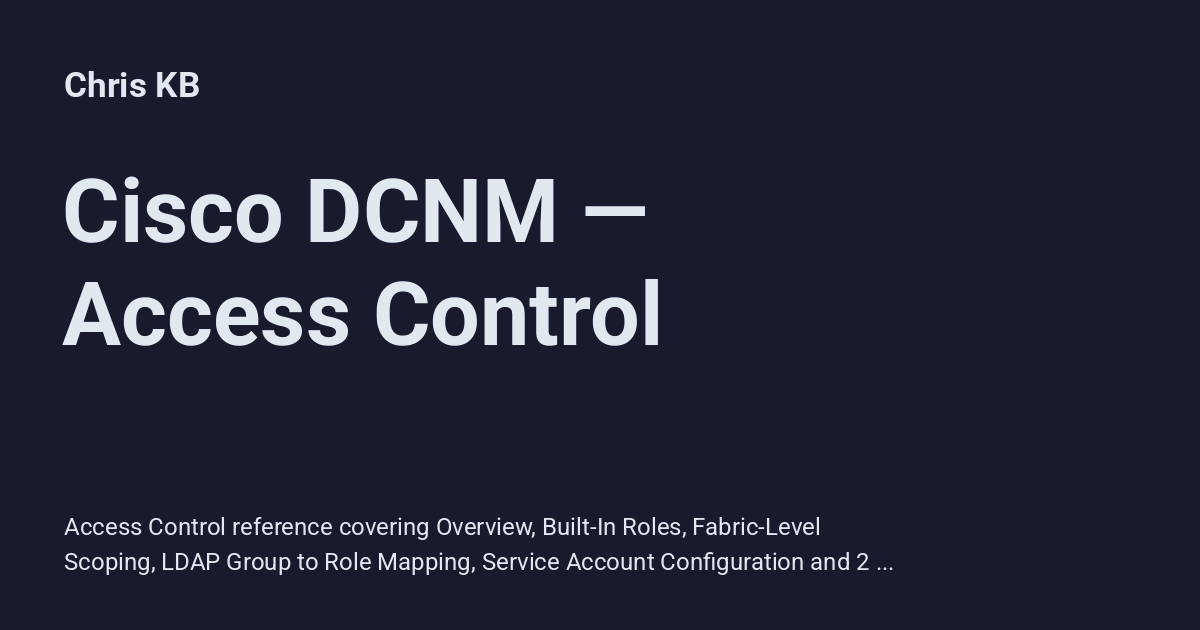 Chris KB
Cisco DCNM —
Access Control
Access Control reference covering Overview, Built-In Roles, Fabric-Level
Scoping, LDAP Group to Role Mapping, Service Account Configuration and 2 ...